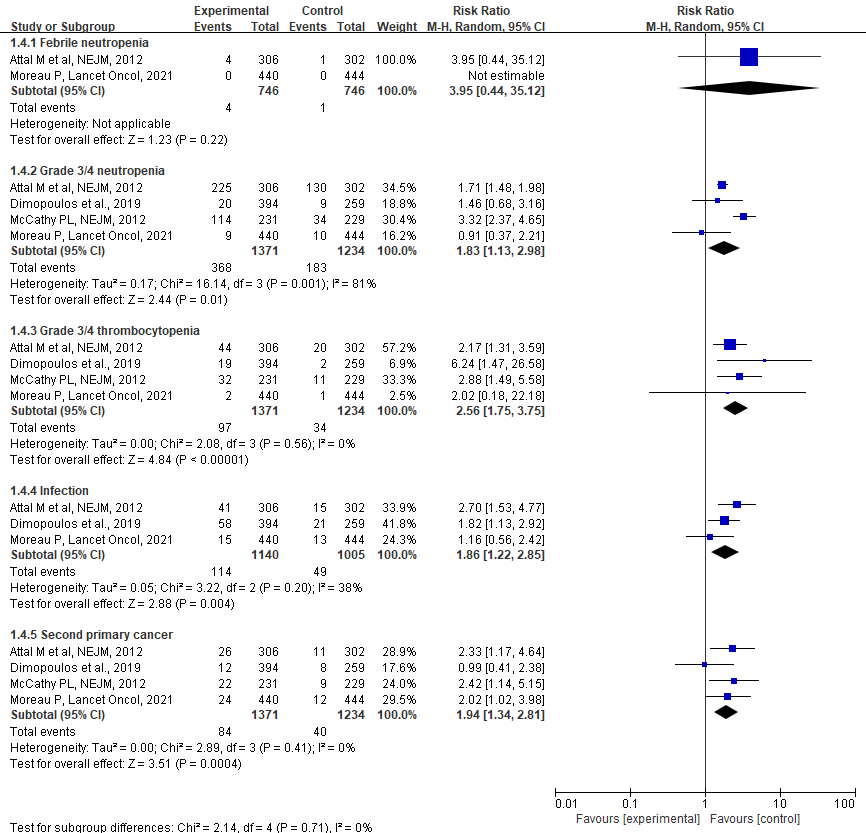 Experimental Control Risk Ratio Risk Ratio
Study or Subgroup Events Total Events Total Weight M-H, Random, 95% CI M-H, Random, 95% CI
1.4.1 Febrile neutropenia
Attal M et al, NEJM, 2012 4 306 1 302 100.0% 3.95 [0.44, 35.12]
Moreau P, Lancet Oncol, 2021 0 440 0 444 Not estimable
Subtotal (95% CI) 746 746 100.0% 3.95 [0.44, 35.12]
Total events 4 1
Heterogeneity: Not applicable
Test for overall effect: Z = 1.23 (P = 0.22)
1.4.2 Grade 3/4 neutropenia
Attal M et al, NEJM, 2012 225 306 130 302 34.5% 1.71 [1.48, 1.98]
Dimopoulos et al., 2019 20 394 9 259 18.8% 1.46 [0.68, 3.16]
McCathy PL, NEJM, 2012 114 231 34 229 30.4% 3.32 [2.37, 4.65]
Moreau P, Lancet Oncol, 2021 9 440 10 444 16.2% 0.91 [0.37, 2.21]
Subtotal (95% CI) 1371 1234 100.0% 1.83 [1.13, 2.98]
Total events 368 183
Heterogeneity: Tau² = 0.17; Chi² = 16.14, df = 3 (P = 0.001); I² = 81%
Test for overall effect: Z = 2.44 (P = 0.01)
1.4.3 Grade 3/4 thrombocytopenia
Attal M et al, NEJM, 2012 44 306 20 302 57.2% 2.17 [1.31, 3.59]
Dimopoulos et al., 2019 19 394 2 259 6.9% 6.24 [1.47, 26.58]
McCathy PL, NEJM, 2012 32 231 11 229 33.3% 2.88 [1.49, 5.58]
Moreau P, Lancet Oncol, 2021 2 440 1 444 2.5% 2.02 [0.18, 22.18]
Subtotal (95% CI) 1371 1234 100.0% 2.56 [1.75, 3.75]
Total events 97 34
Heterogeneity: Tau² = 0.00; Chi² = 2.08, df = 3 (P = 0.56); I² = 0%
Test for overall effect: Z = 4.84 (P < 0.00001)
1.4.4 Infection
Attal M et al, NEJM, 2012 41 306 15 302 33.9% 2.70 [1.53, 4.77]
Dimopoulos et al., 2019 58 394 21 259 41.8% 1.82 [1.13, 2.92]
Moreau P, Lancet Oncol, 2021 15 440 13 444 24.3% 1.16 [0.56, 2.42]
Subtotal (95% CI) 1140 1005 100.0% 1.86 [1.22, 2.85]
Total events 114 49
Heterogeneity: Tau² = 0.05; Chi² = 3.22, df = 2 (P = 0.20); I² = 38%
Test for overall effect: Z = 2.88 (P = 0.004)
1.4.5 Second primary cancer
Attal M et al, NEJM, 2012 26 306 11 302 28.9% 2.33 [1.17, 4.64]
Dimopoulos et al., 2019 12 394 8 259 17.6% 0.99 [0.41, 2.38]
McCathy PL, NEJM, 2012 22 231 9 229 24.0% 2.42 [1.14, 5.15]
Moreau P, Lancet Oncol, 2021 24 440 12 444 29.5% 2.02 [1.02, 3.98]
Subtotal (95% CI) 1371 1234 100.0% 1.94 [1.34, 2.81]
Total events 84 40
Heterogeneity: Tau² = 0.00; Chi² = 2.89, df = 3 (P = 0.41); I² = 0%
Test for overall effect: Z = 3.51 (P = 0.0004)
0.01 0.1 1 10 100
Favours [experimental] Favours [control]
Test for subgroup differences: Chi² = 2.14, df = 4 (P = 0.71), I² = 0%